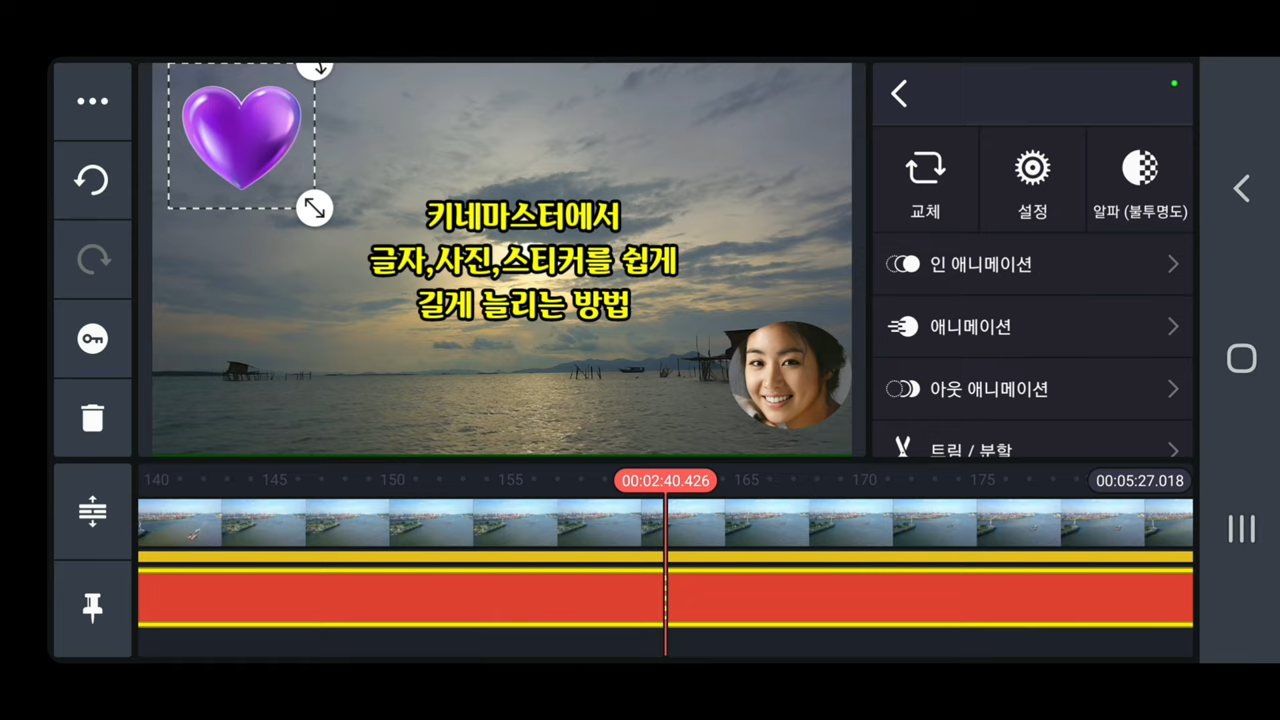 키네마스터에서
글자,사진,스티커를 쉽게
길게 늘리는 방법
교체
설정
알파 (불투명도)
인 애니메이션
애니메이션
아웃 애니메이션
트림 / 분할
140
145
150
155
00:02:40.426
165
170
175
00:05:27.018